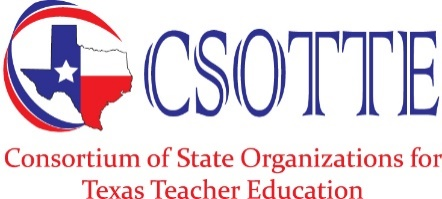 CSOTTE
Consortium of State Organizations for
Texas Teacher Education